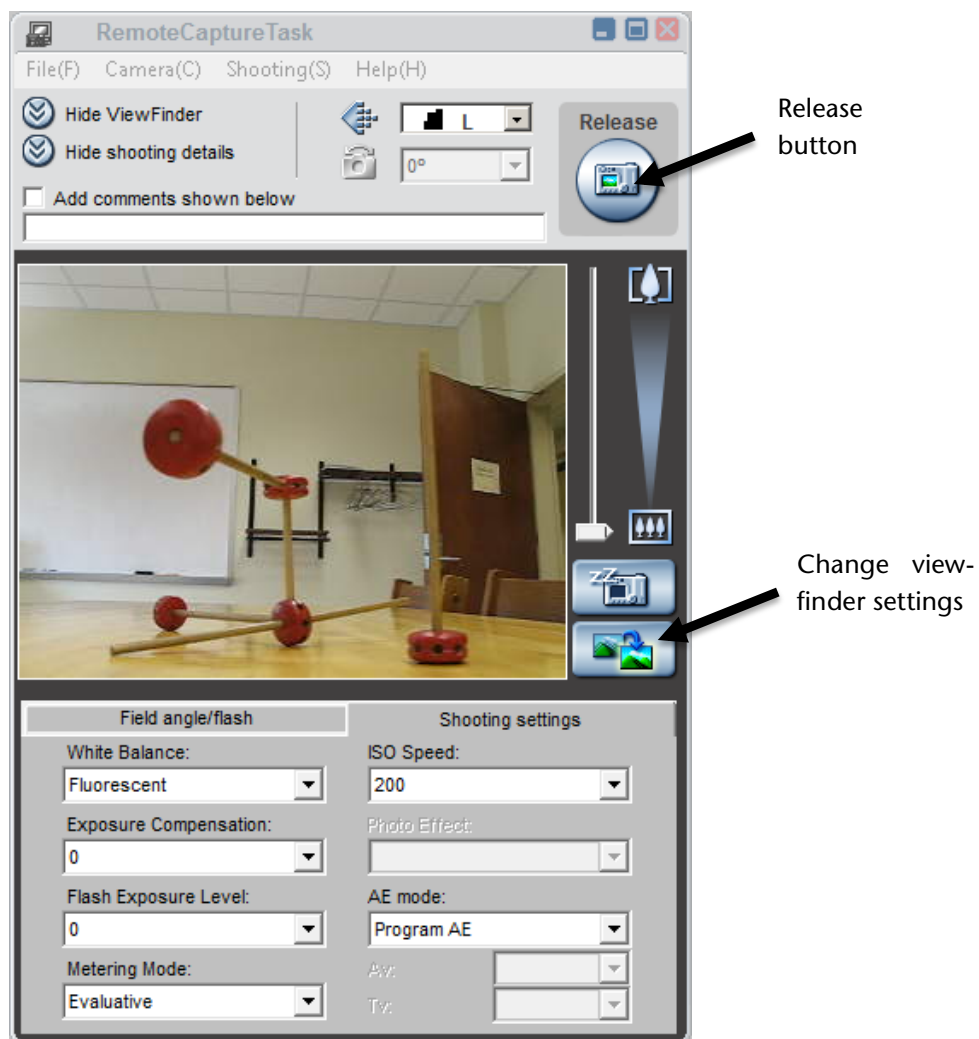 RemoteCaptureTask
File(F) Camera(C) Shooting(S) Help(H)
Hide ViewFinder
L
Release
Hide shooting details
0°
Add comments shown below
Release
button
Change view-
finder settings
Field angle/flash
Shooting settings
White Balance:
ISO Speed:
Fluorescent
200
Exposure Compensation:
Photo Effect:
0
Flash Exposure Level:
AE mode:
0
Program AE
Metering Mode:
Av:
Evaluative
Tv: